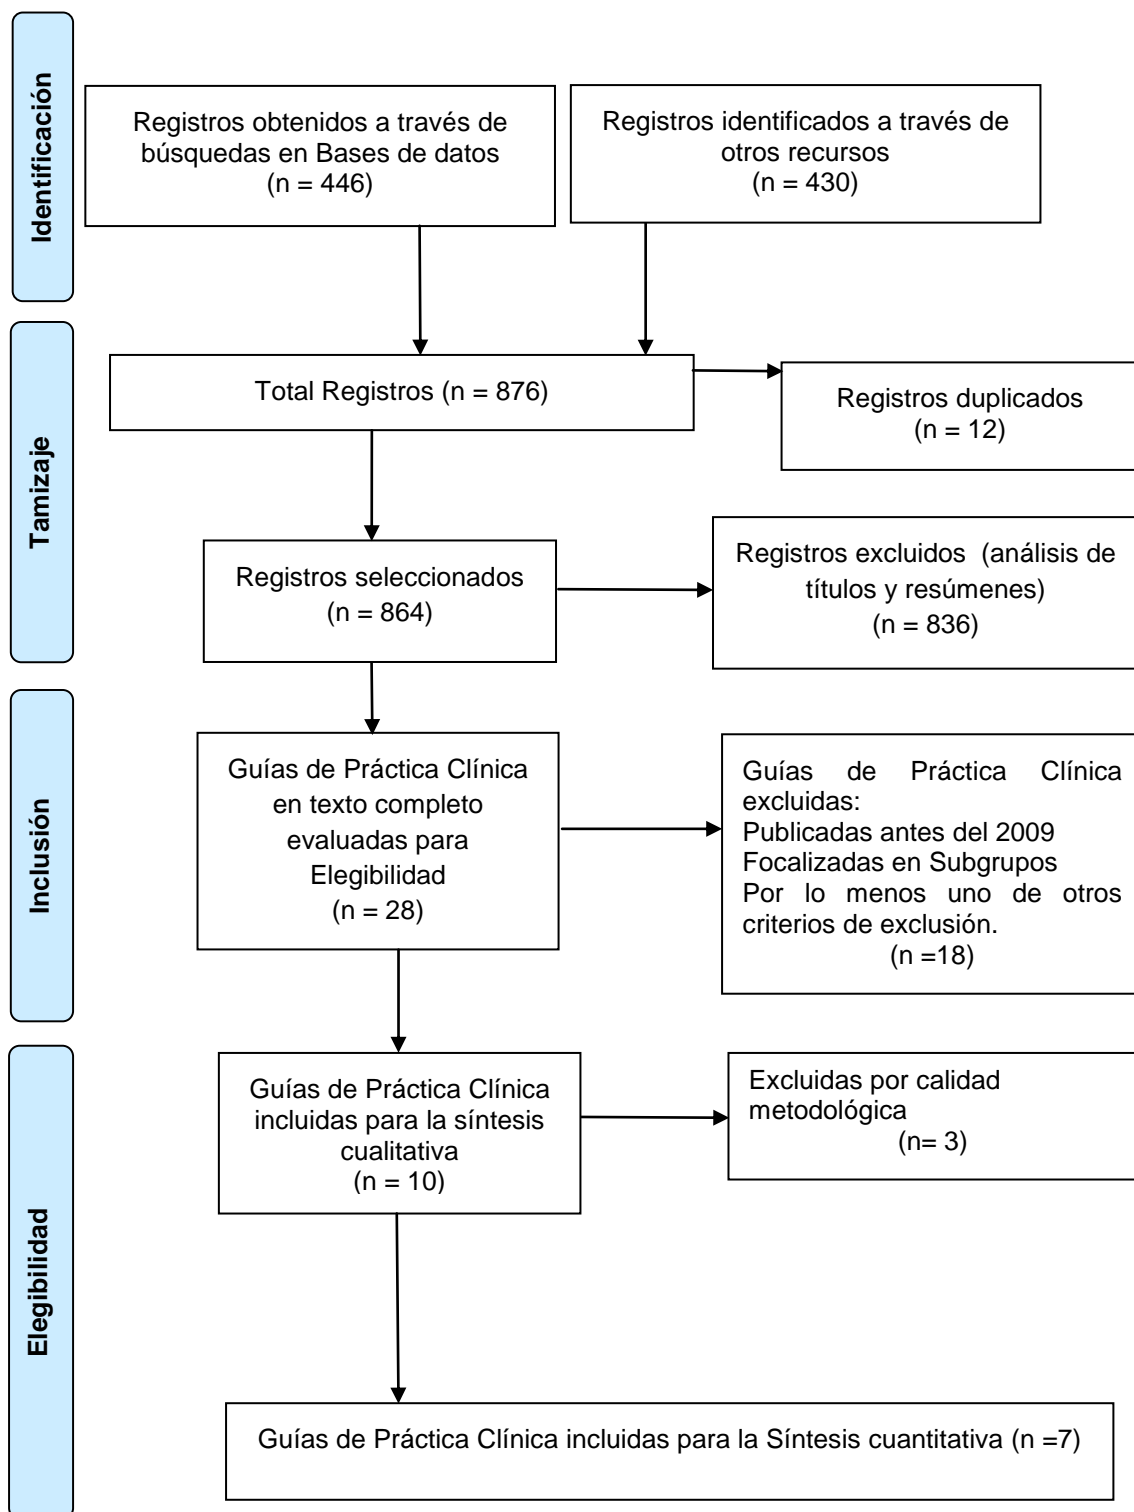 Identificación
Registros obtenidos a través de
búsquedas en Bases de datos
(n = 446)
Registros identificados a través de
otros recursos
(n = 430)
Tamizaje
Total Registros (n = 876)
Registros duplicados
(n = 12)
Registros seleccionados
(n = 864)
Registros excluidos (análisis de
títulos y resúmenes)
(n = 836)
Inclusión
Guías de Práctica Clínica
en texto completo
evaluadas para
Elegibilidad
(n = 28)
Guías de Práctica Clínica
excluidas:
Publicadas antes del 2009
Focalizadas en Subgrupos
Por lo menos uno de otros
criterios de exclusión.
(n =18)
Elegibilidad
Guías de Práctica Clínica
incluidas para la síntesis
cualitativa
(n = 10)
Excluidas por calidad
metodológica
(n= 3)
Guías de Práctica Clínica incluidas para la Síntesis cuantitativa (n =7)